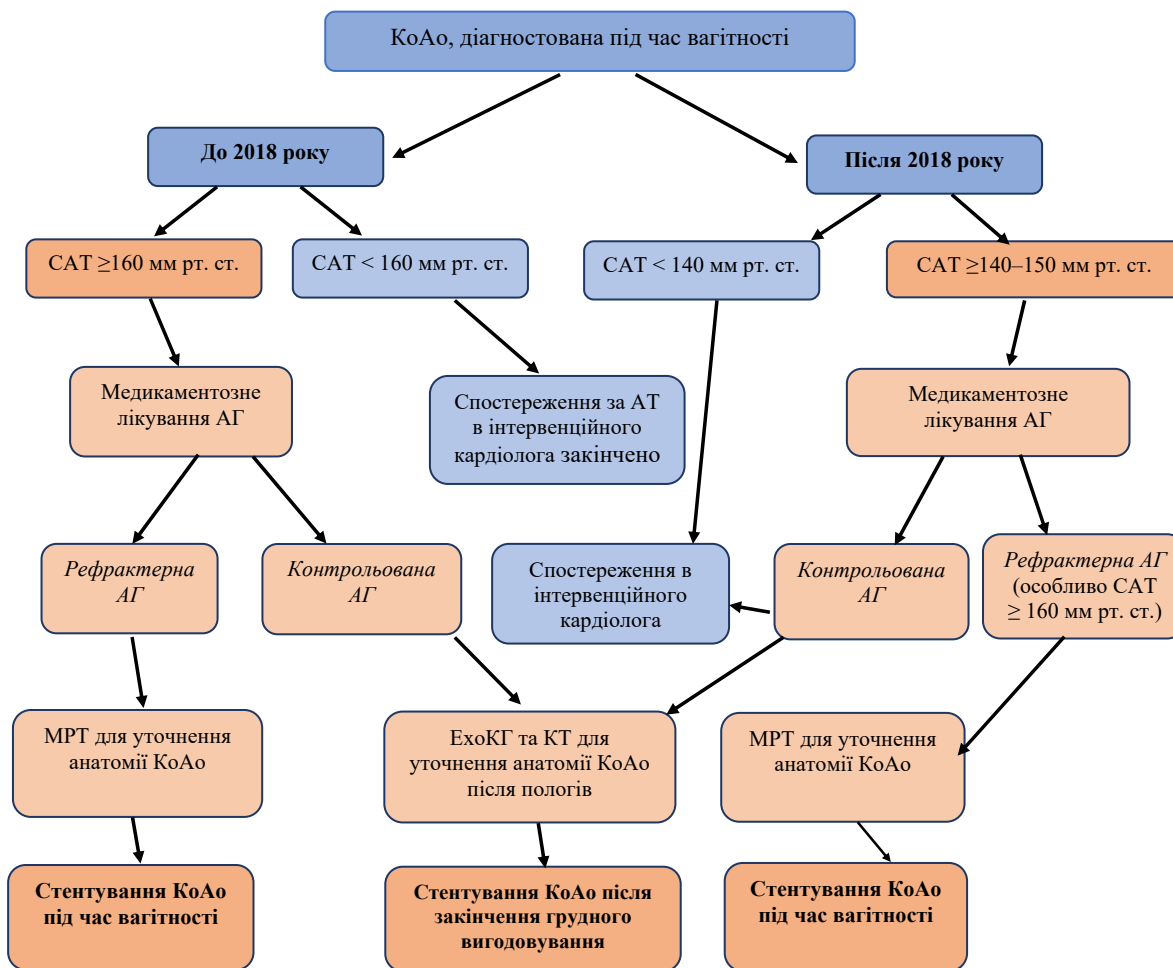 КоАо, діагностована під час вагітності
До 2018 року
Після 2018 року
САТ ≥160 мм рт. ст.
САТ < 160 мм рт. ст.
САТ < 140 мм рт. ст.
САТ ≥140–150 мм рт. ст.
Медикаментозне
лікування АГ
Спостереження за АТ
в інтервенційного
кардіолога закінчено
Медикаментозне
лікування АГ
Рефрактерна
АГ
Контрольована
АГ
Спостереження в
інтервенційного
кардіолога
Контрольована
АГ
Рефрактерна АГ
(особливо САТ
≥ 160 мм рт. ст.)
МРТ для уточнення
анатомії КоАо
ЕхоКГ та КТ для
уточнення анатомії КоАо
після пологів
МРТ для уточнення
анатомії КоАо
Стентування КоАо
під час вагітності
Стентування КоАо після
закінчення грудного
вигодовування
Стентування КоАо
під час вагітності